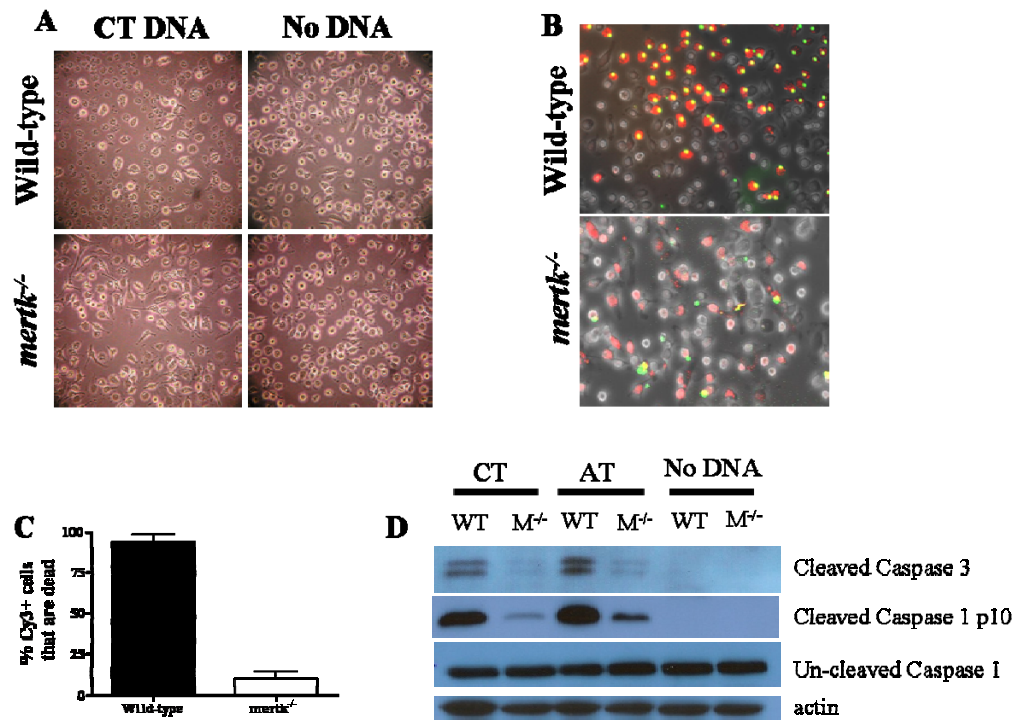 A
CT DNA
No DNA
B
Wild-type
mertk-/-
Wild-type
mertk-/-
C
% Cy3+ cells
that are dead
100
75
50
25
0
Wild-type
mertk-/-
D
CT
AT
No DNA
WT
M-/-
WT
M-/-
WT
M-/-
Cleaved Caspase 3
Cleaved Caspase 1 p10
Un-cleaved Caspase 1
actin